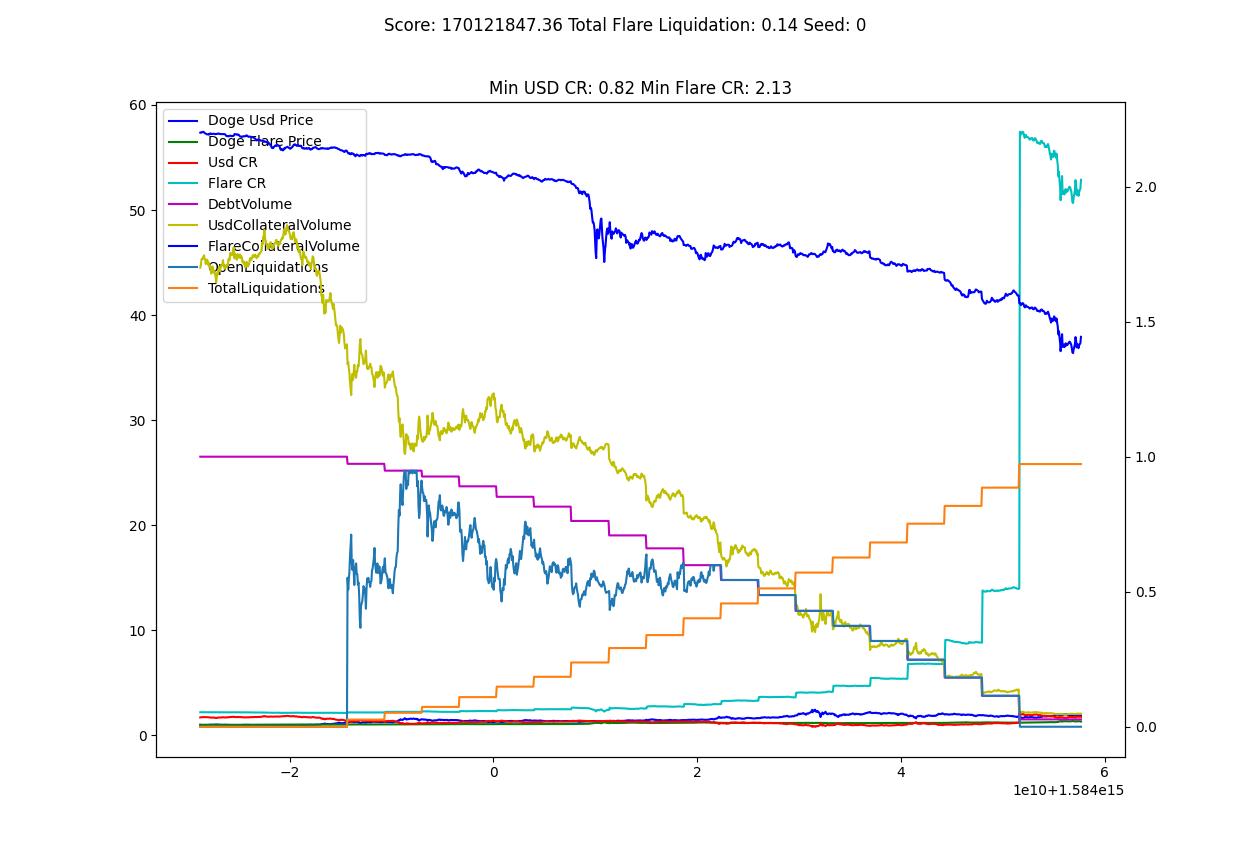 Score: 170121847.36 Total Flare Liquidation: 0.14 Seed: 0
Min USD CR: 0.82 Min Flare CR: 2.13
Doge Usd Price
Doge Flare Price
Usd CR
Flare CR
DebtVolume
UsdCollateralVolume
FlareCollateralVolume
OpenLiquidations
TotalLiquidations
60
50
40
30
20
10
0
2.0
1.5
1.0
0.5
0.0
−2
0
2
4
6
1e10+1.584e15